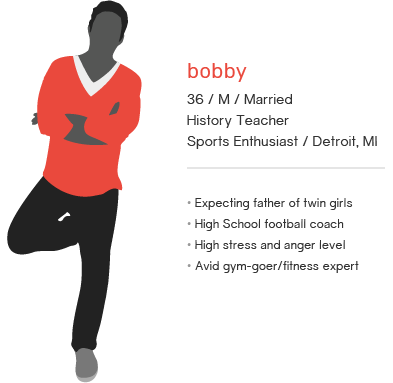 bobby
36 / M / Married
History Teacher
Sports Enthusiast / Detroit, MI
• Expecting father of twin girls
• High School football coach
• High stress and anger level
• Avid gym-goer/fitness expert